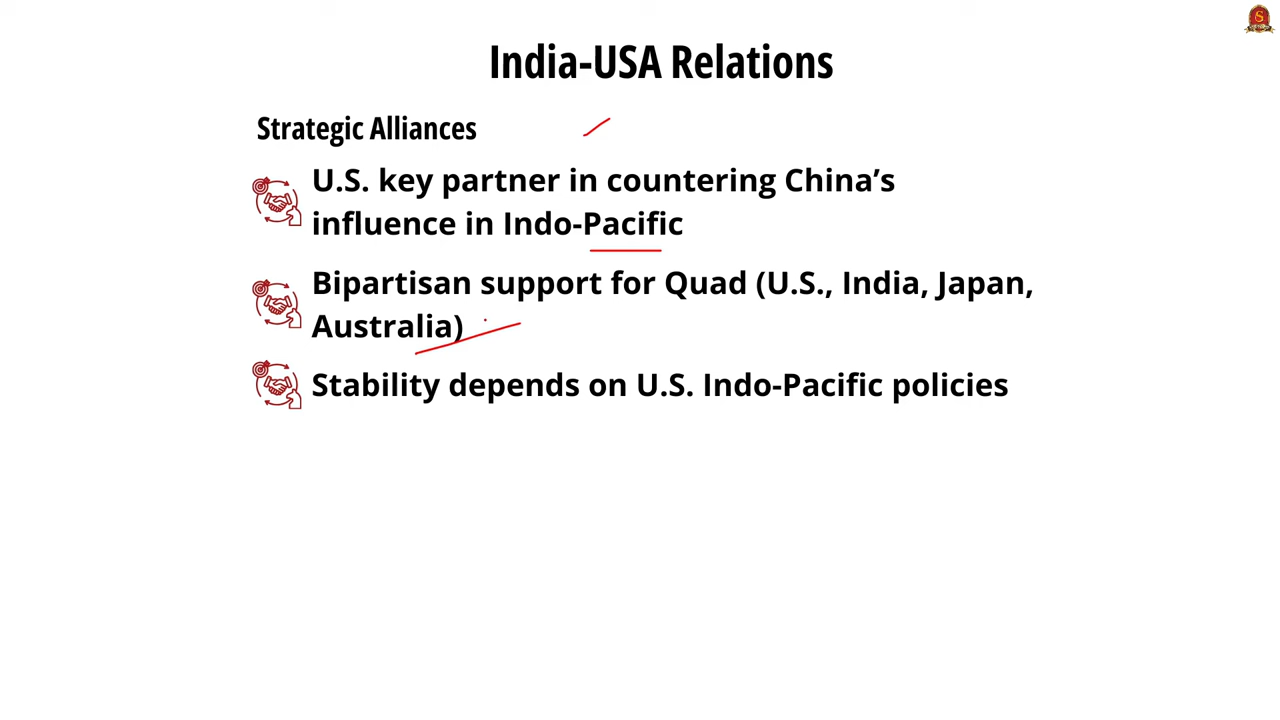 India-USA Relations
Strategic Alliances
U.S. key partner in countering China’s
influence in Indo-Pacific
Bipartisan support for Quad (U.S., India, Japan,
Australia)
Stability depends on U.S. Indo-Pacific policies